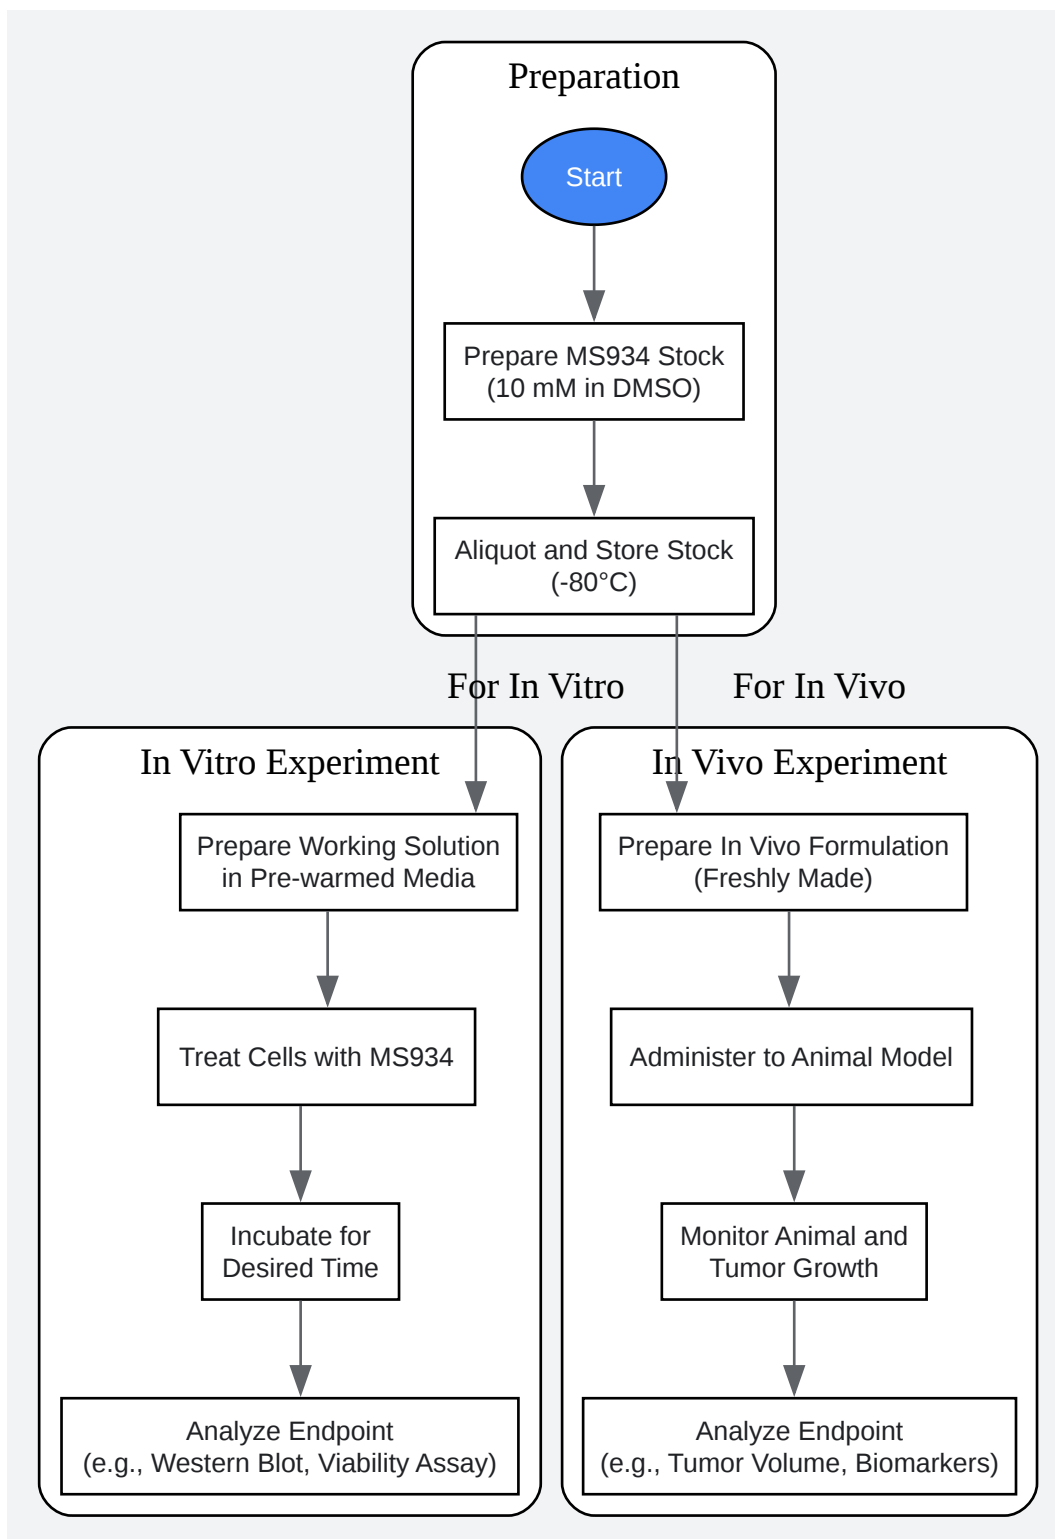 Preparation
Start
Prepare MS934 Stock
(10 mM in DMSO)
Aliquot and Store Stock
(-80°C)
For In Vitro
For In Vivo
In Vitro Experiment
Prepare Working Solution
in Pre-warmed Media
Treat Cells with MS934
Incubate for
Desired Time
Analyze Endpoint
(e.g., Western Blot, Viability Assay)
In Vivo Experiment
Prepare In Vivo Formulation
(Freshly Made)
Administer to Animal Model
Monitor Animal and
Tumor Growth
Analyze Endpoint
(e.g., Tumor Volume, Biomarkers)